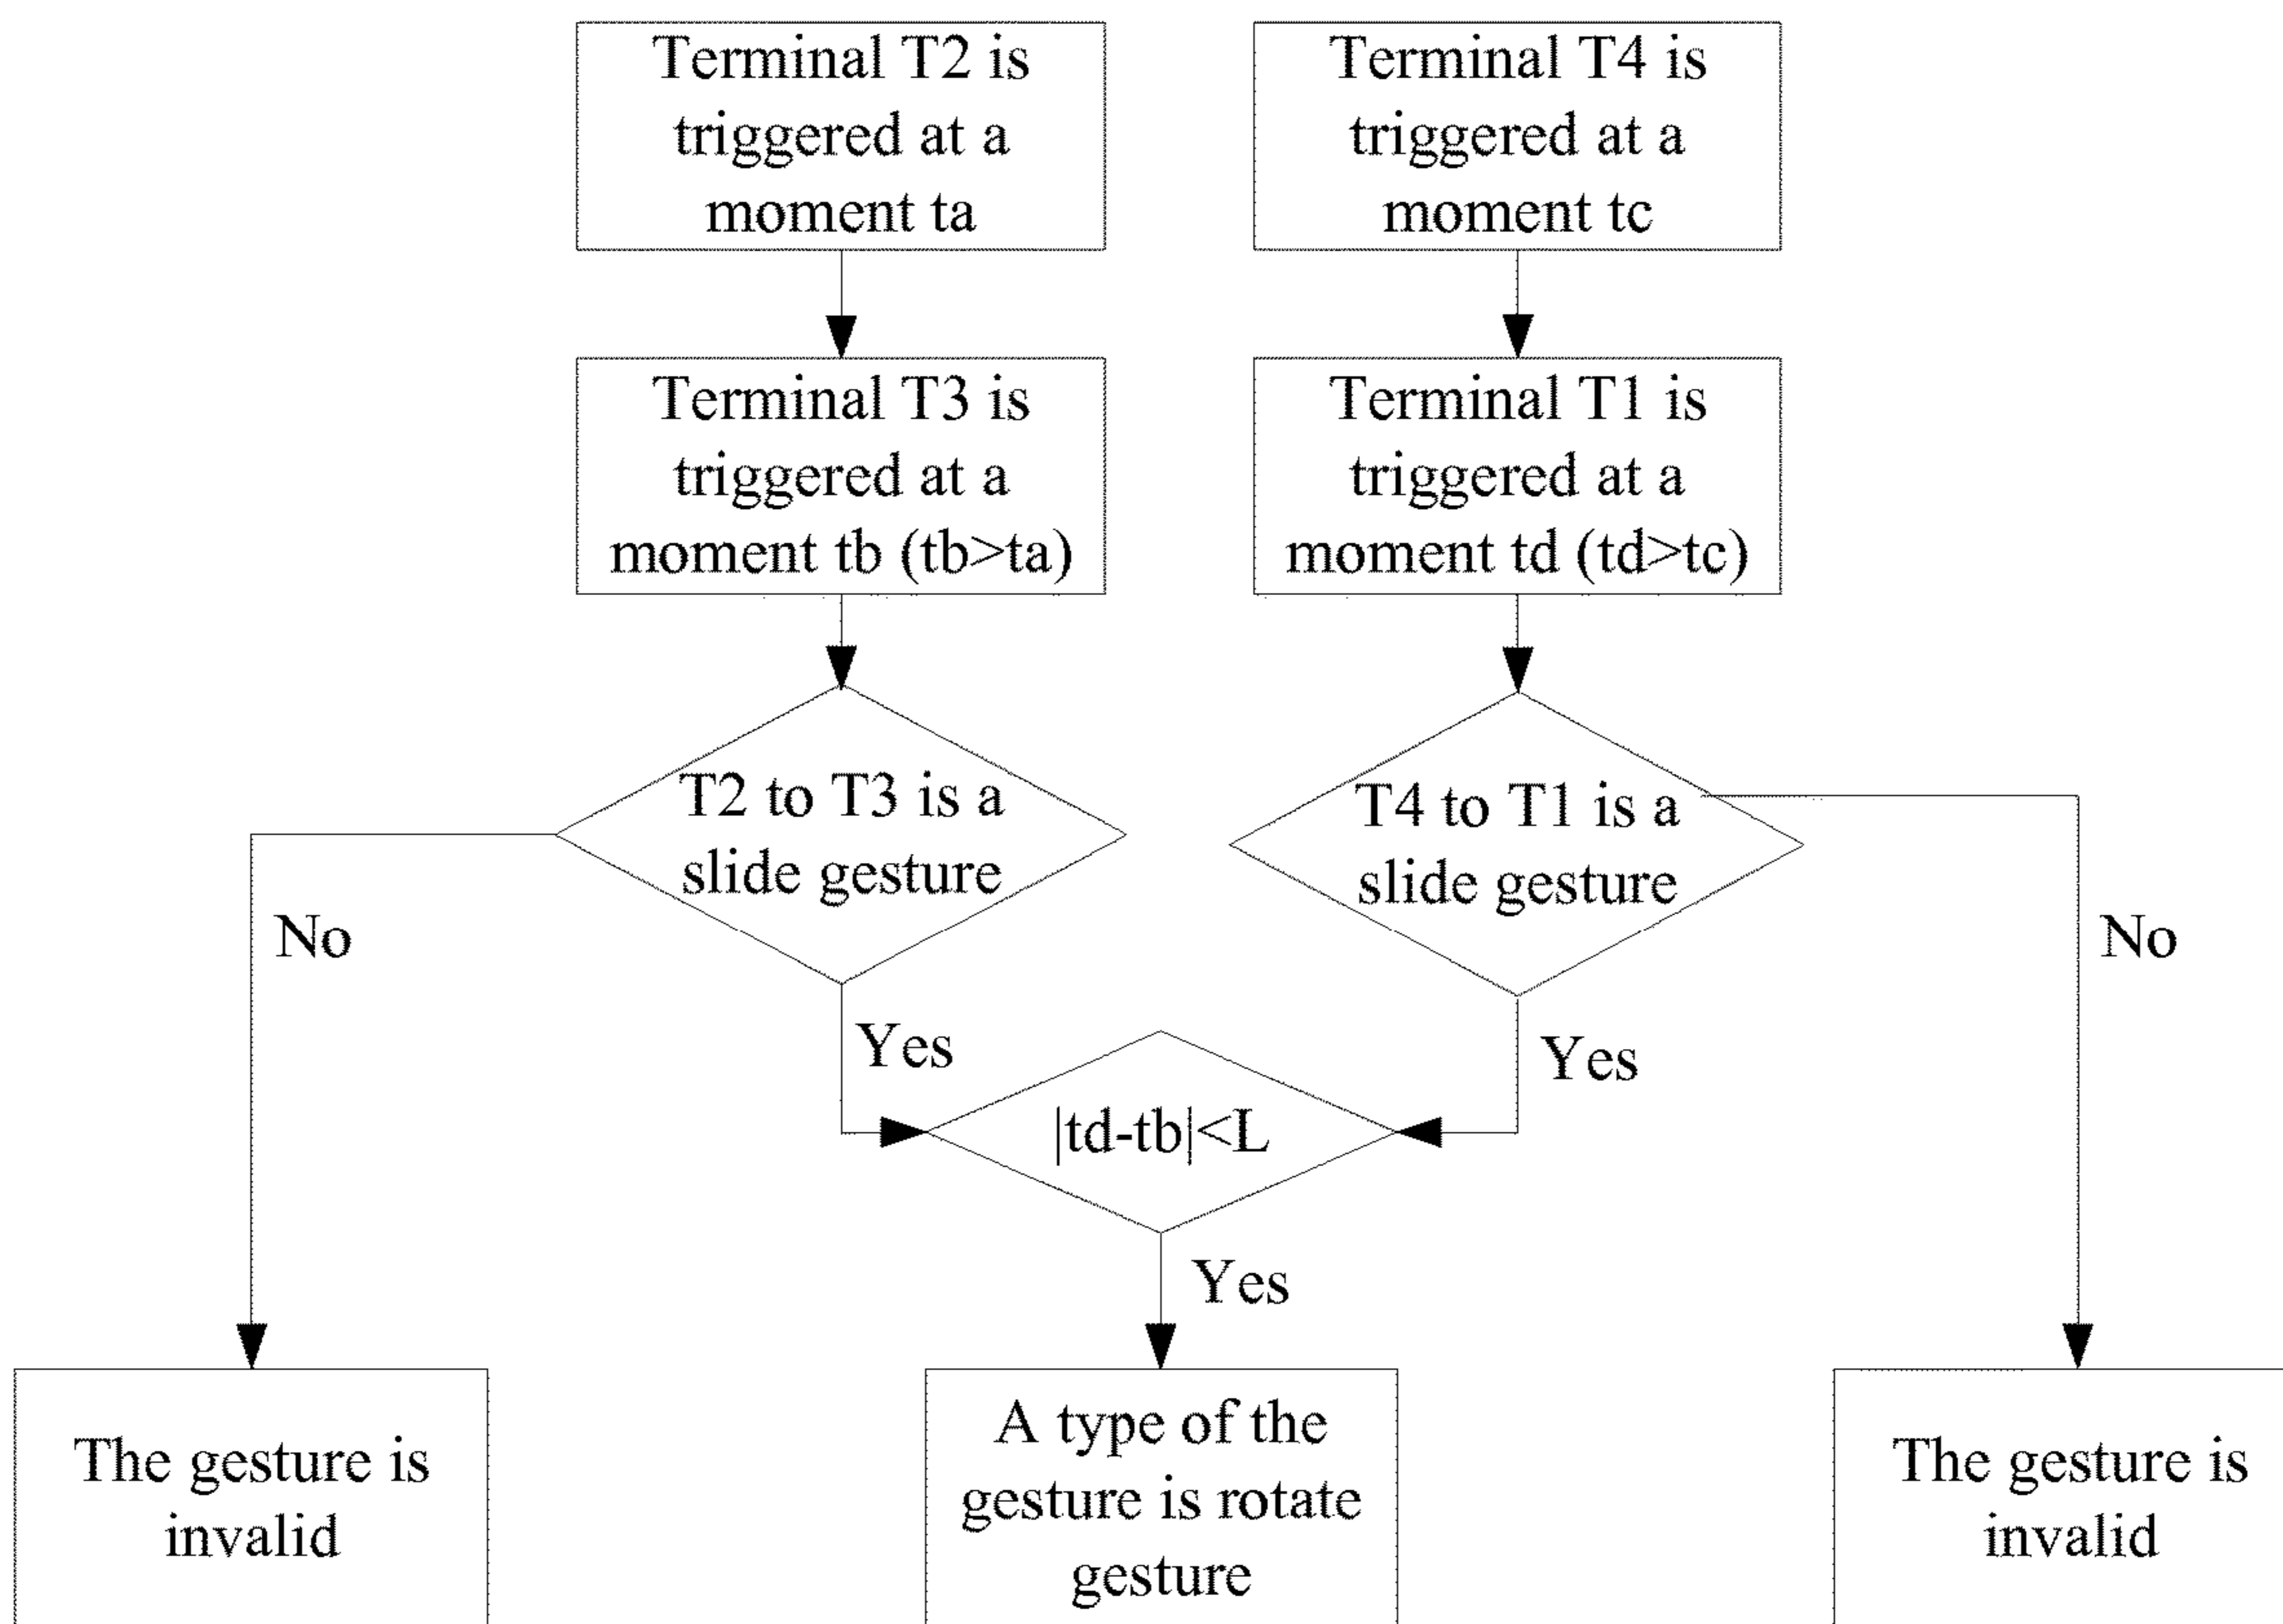 Terminal T2 is
triggered at a
moment ta
Terminal T4 is
triggered at a
moment tc
Terminal T3 is
triggered at a
moment tb (tb>ta)
Terminal T1 is
triggered at a
moment td (td>tc)
T2 to T3 is a
slide gesture
T4 to T1 is a
slide gesture
No
No
Yes
Yes
|td-tb|<L
Yes
The gesture is
invalid
A type of the
gesture is rotate
gesture
The gesture is
invalid